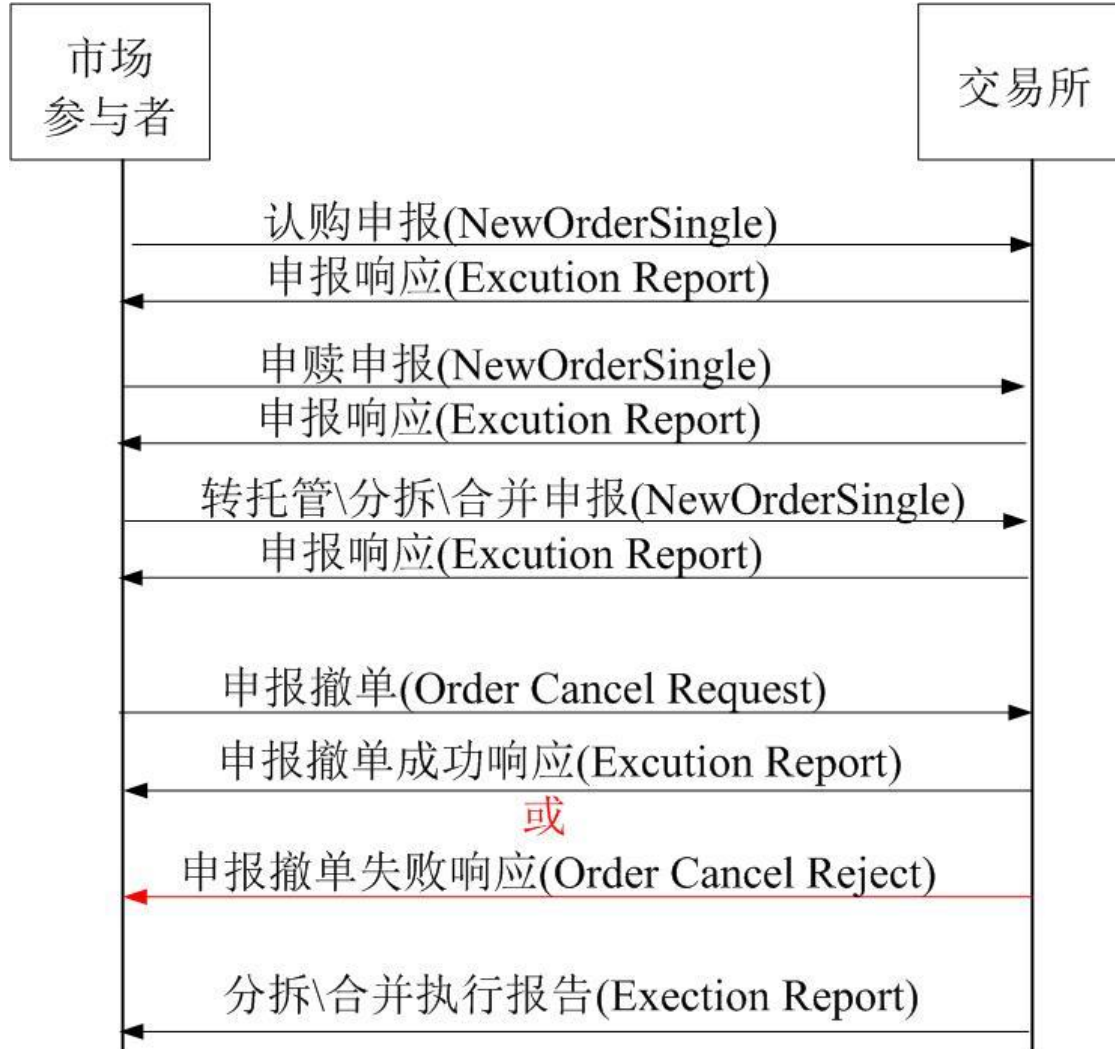 市场
参与者
交易所
认购申报(NewOrderSingle)
申报响应(Excution Report)
申赎申报(NewOrderSingle)
申报响应(Excution Report)
转托管\分拆\合并申报(NewOrderSingle)
申报响应(Excution Report)
申报撤单(Order Cancel Request)
申报撤单成功响应(Excution Report)
或
申报撤单失败响应(Order Cancel Reject)
分拆\合并执行报告(Exection Report)